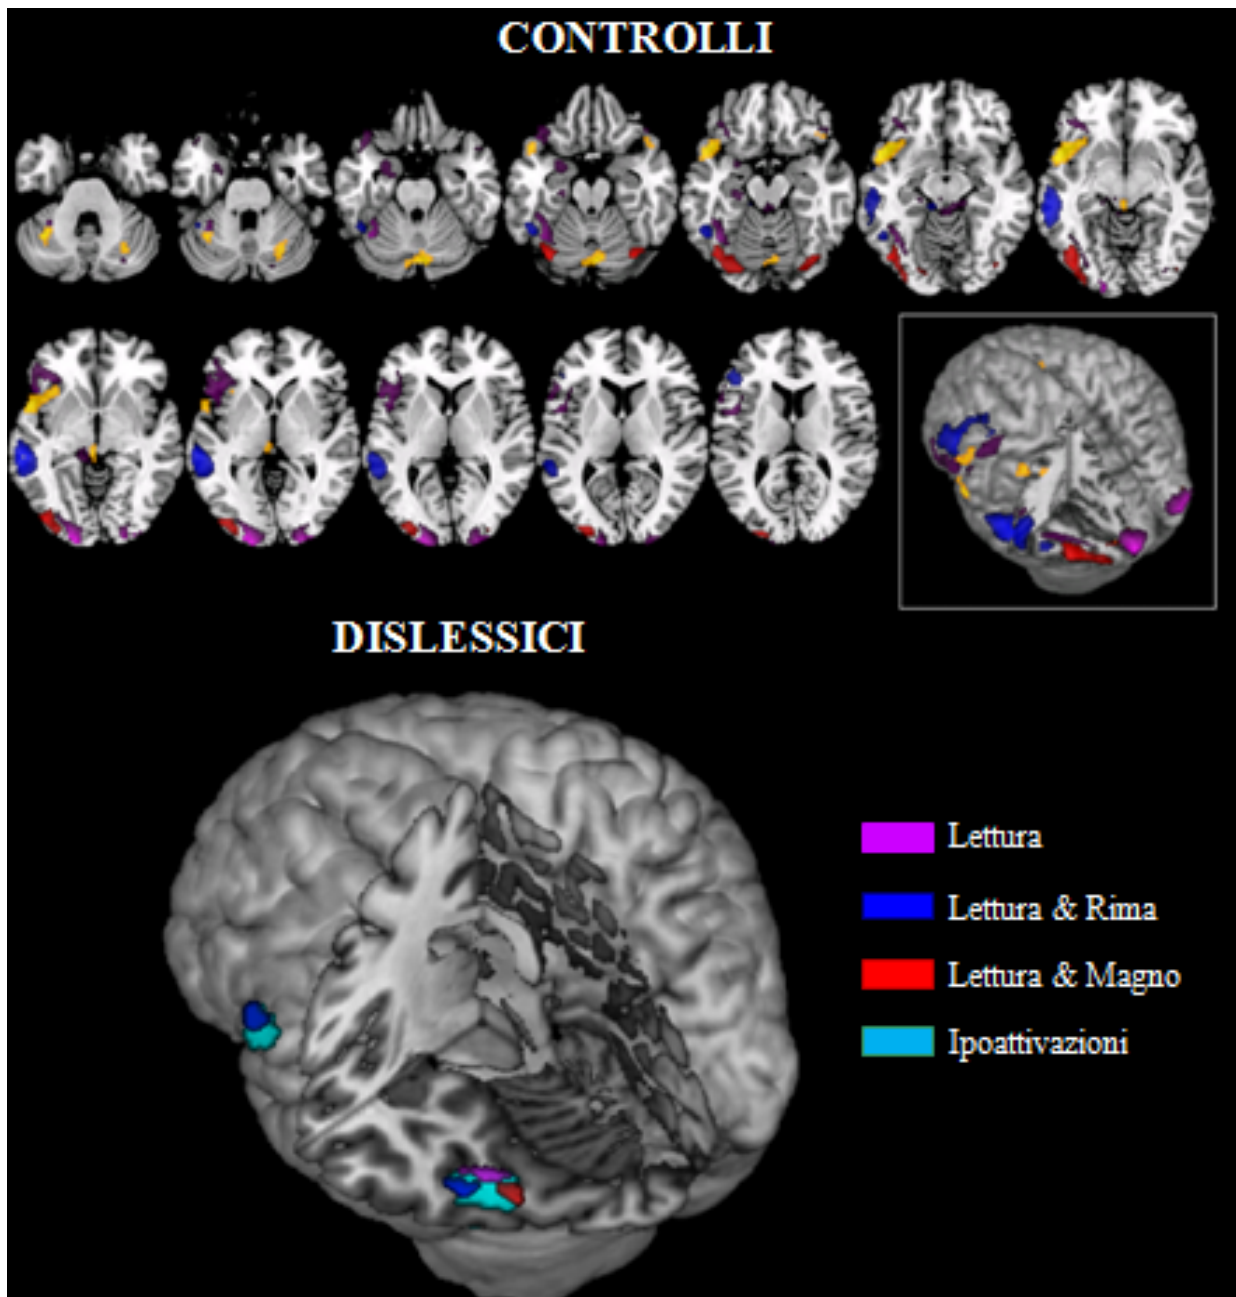 CONTROLLI
DISLESSICI
Lettura
Lettura & Rima
Lettura & Magno
Ipoattivazioni